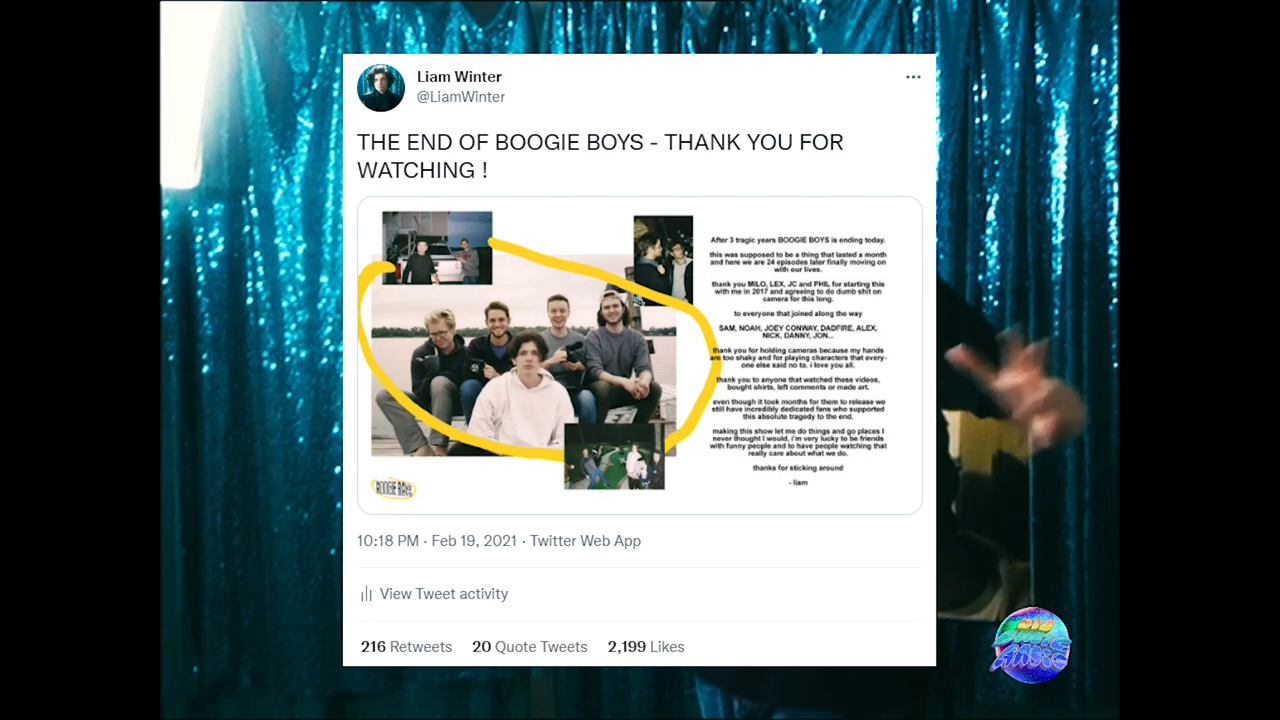 Liam Winter
@LiamWinter
THE END OF BOOGIE BOYS - THANK YOU FOR
WATCHING !
After 3 tragic years BOOGIE BOYS is ending today.
this was supposed to be a thing that lasted a month
and here we are 24 episodes later finally moving on
with our lives.
thank you MILO, LEX, JC and PHIL for starting this
with me in 2017 and agreeing to do dumb shit on
camera for this long.
to everyone that joined along the way
SAM, NOAH, JOEY CONWAY, DADFIRE, ALEX,
NICK, DANNY, JON...
thank you for holding cameras because my hands
are too shaky and for playing characters that every-
one else said no to. i love you all.
thank you to anyone that watched these videos,
bought shirts, left comments or made art.
even though it took months for them to release we
still have incredibly dedicated fans who supported
this absolute tragedy to the end.
making this show let me do things and go places I
never thought I would, i'm very lucky to be friends
with funny people and to have people watching that
really care about what we do.
thanks for sticking around
- liam
BOOGIE BOYS
10:18 PM · Feb 19, 2021 · Twitter Web App
View Tweet activity
216 Retweets 20 Quote Tweets 2,199 Likes